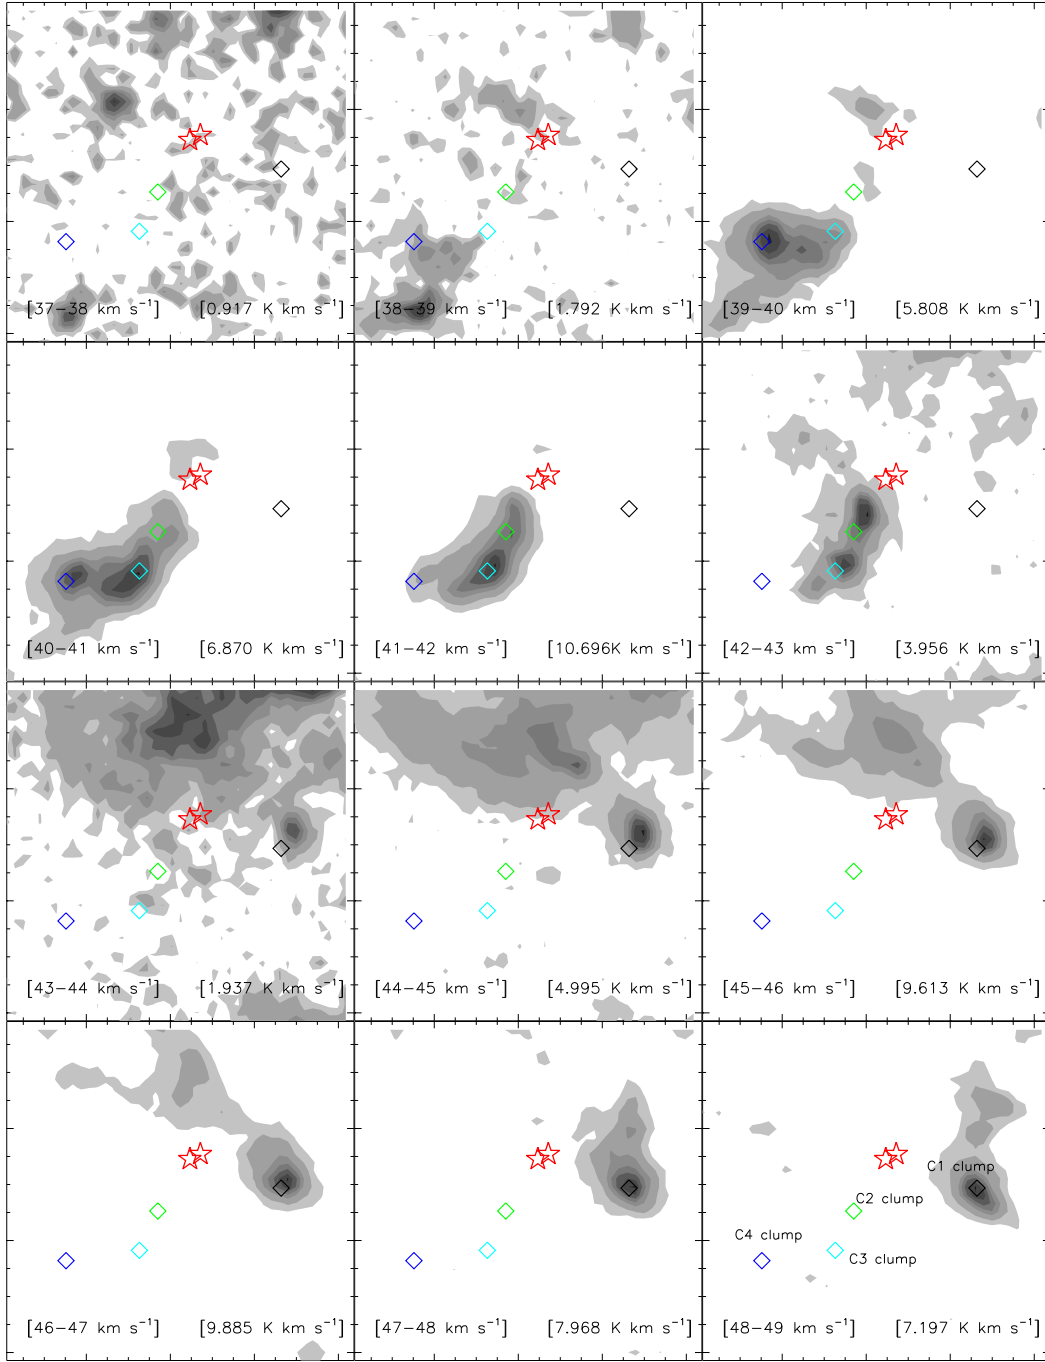 [37−38 km s⁻¹] [0.917 K km s⁻¹]
[38−39 km s⁻¹] [1.792 K km s⁻¹]
[39−40 km s⁻¹] [5.808 K km s⁻¹]
[40−41 km s⁻¹] [6.870 K km s⁻¹]
[41−42 km s⁻¹] [10.696K km s⁻¹]
[42−43 km s⁻¹] [3.956 K km s⁻¹]
[43−44 km s⁻¹] [1.937 K km s⁻¹]
[44−45 km s⁻¹] [4.995 K km s⁻¹]
[45−46 km s⁻¹] [9.613 K km s⁻¹]
[46−47 km s⁻¹] [9.885 K km s⁻¹]
[47−48 km s⁻¹] [7.968 K km s⁻¹]
C1 clump
C2 clump
C4 clump
C3 clump
[48−49 km s⁻¹] [7.197 K km s⁻¹]